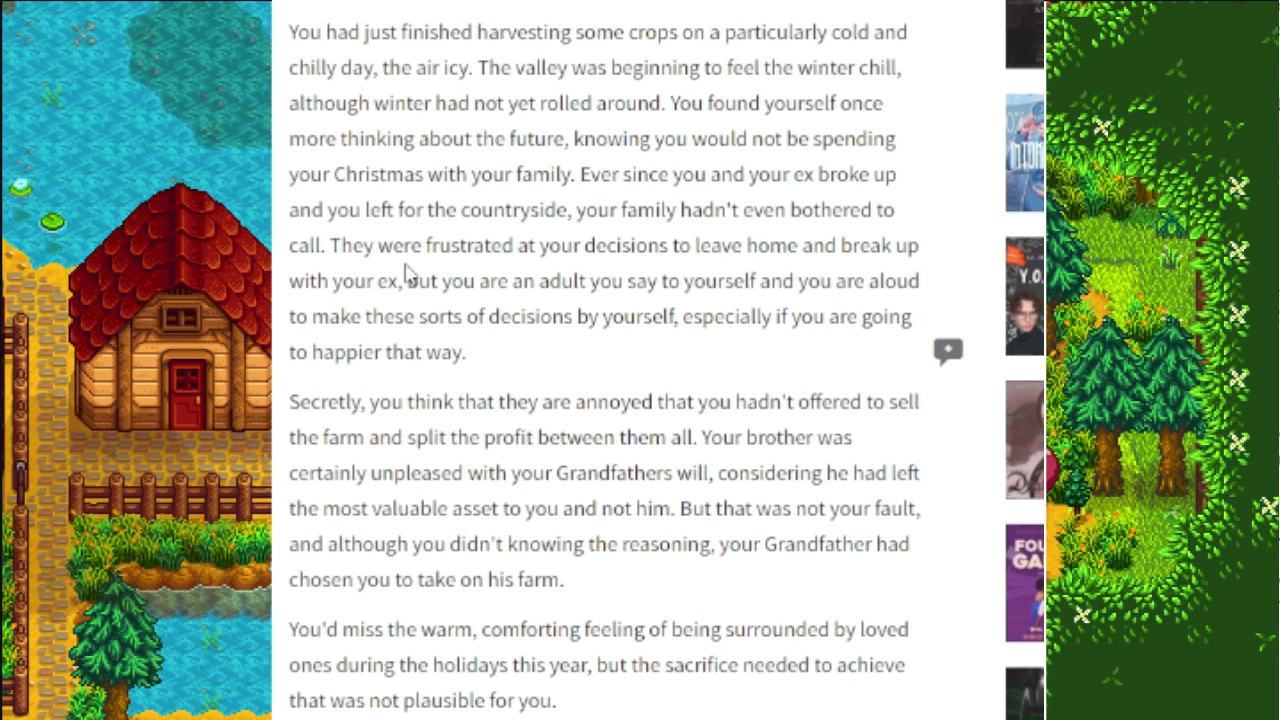 You had just finished harvesting some crops on a particularly cold and
chilly day, the air icy. The valley was beginning to feel the winter chill,
although winter had not yet rolled around. You found yourself once
more thinking about the future, knowing you would not be spending
your Christmas with your family. Ever since you and your ex broke up
and you left for the countryside, your family hadn't even bothered to
call. They were frustrated at your decisions to leave home and break up
with your ex, but you are an adult you say to yourself and you are aloud
to make these sorts of decisions by yourself, especially if you are going
to happier that way.
Secretly, you think that they are annoyed that you hadn't offered to sell
the farm and split the profit between them all. Your brother was
certainly unpleased with your Grandfathers will, considering he had left
the most valuable asset to you and not him. But that was not your fault,
and although you didn't knowing the reasoning, your Grandfather had
chosen you to take on his farm.
You'd miss the warm, comforting feeling of being surrounded by loved
ones during the holidays this year, but the sacrifice needed to achieve
that was not plausible for you.
Y.O.
FOU
GA